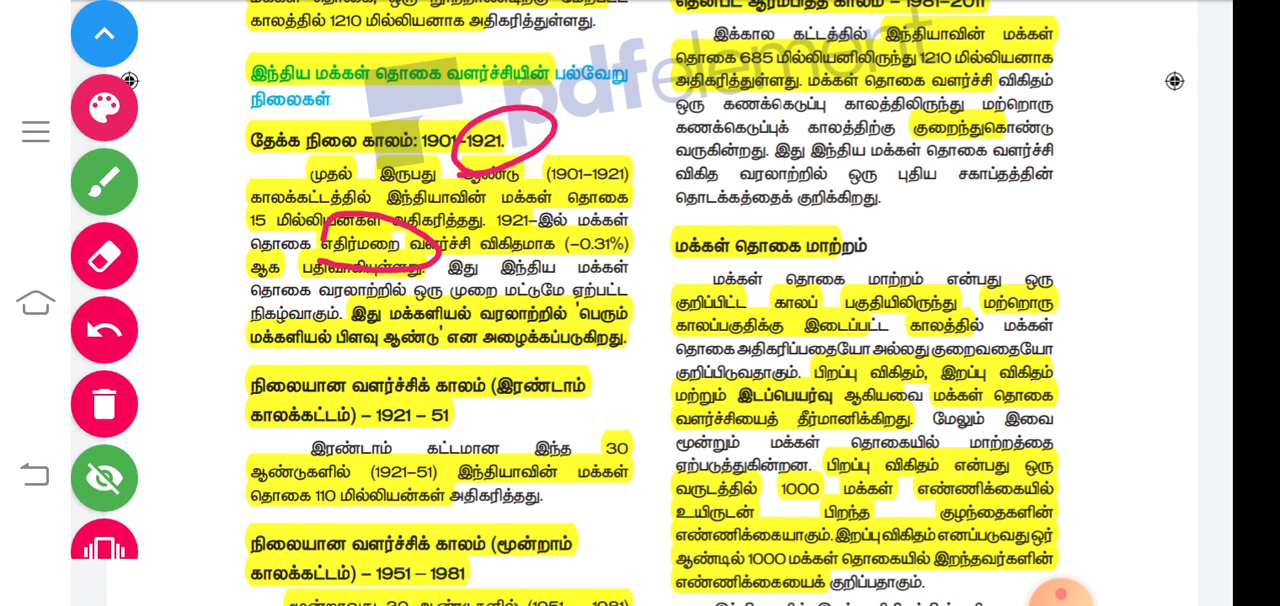 காலத்தில் 1210 மில்லியனாக அதிகரித்துள்ளது.
இந்திய மக்கள் தொகை வளர்ச்சியின் பல்வேறு
நிலைகள்
தேக்க நிலை காலம்: 1901-1921.
முதல் இருபது ஆண்டு (1901-1921)
காலக்கட்டத்தில் இந்தியாவின் மக்கள் தொகை
15 மில்லியன்கள் அதிகரித்தது. 1921-இல் மக்கள்
தொகை எதிர்மறை வளர்ச்சி விகிதமாக (-0.31%)
ஆக பதிவாகியுள்ளது. இது இந்திய மக்கள்
தொகை வரலாற்றில் ஒரு முறை மட்டுமே ஏற்பட்ட
நிகழ்வாகும். இது மக்களியல் வரலாற்றில் 'பெரும்
மக்களியல் பிளவு ஆண்டு' என அழைக்கப்படுகிறது.
நிலையான வளர்ச்சிக் காலம் (இரண்டாம்
காலக்கட்டம்) – 1921 – 51
இரண்டாம் கட்டமான இந்த 30
ஆண்டுகளில் (1921-51) இந்தியாவின் மக்கள்
தொகை 110 மில்லியன்கள் அதிகரித்தது.
நிலையான வளர்ச்சிக் காலம் (மூன்றாம்
காலக்கட்டம்) – 1951 – 1981
மூன்றாவது 30 ஆண்டுகளில் (1951 – 1981)
இக்கால கட்டத்தில் இந்தியாவின் மக்கள்
தொகை 685 மில்லியனிலிருந்து 1210 மில்லியனாக
அதிகரித்துள்ளது. மக்கள் தொகை வளர்ச்சி விகிதம்
ஒரு கணக்கெடுப்பு காலத்திலிருந்து மற்றொரு
கணக்கெடுப்புக் காலத்திற்கு குறைந்துகொண்டு
வருகின்றது. இது இந்திய மக்கள் தொகை வளர்ச்சி
விகித வரலாற்றில் ஒரு புதிய சகாப்தத்தின்
தொடக்கத்தைக் குறிக்கிறது.
மக்கள் தொகை மாற்றம்
மக்கள் தொகை மாற்றம் என்பது ஒரு
குறிப்பிட்ட காலப் பகுதியிலிருந்து மற்றொரு
காலப்பகுதிக்கு இடைப்பட்ட காலத்தில் மக்கள்
தொகை அதிகரிப்பதையோ அல்லது குறைவதையோ
குறிப்பிடுவதாகும். பிறப்பு விகிதம், இறப்பு விகிதம்
மற்றும் இடப்பெயர்வு ஆகியவை மக்கள் தொகை
வளர்ச்சியைத் தீர்மானிக்கிறது. மேலும் இவை
மூன்றும் மக்கள் தொகையில் மாற்றத்தை
ஏற்படுத்துகின்றன. பிறப்பு விகிதம் என்பது ஒரு
வருடத்தில் 1000 மக்கள் எண்ணிக்கையில்
உயிருடன் பிறந்த குழந்தைகளின்
எண்ணிக்கையாகும். இறப்பு விகிதம் எனப்படுவது ஓர்
ஆண்டில் 1000 மக்கள் தொகையில் இறந்தவர்களின்
எண்ணிக்கையைக் குறிப்பதாகும்.
pdfelement